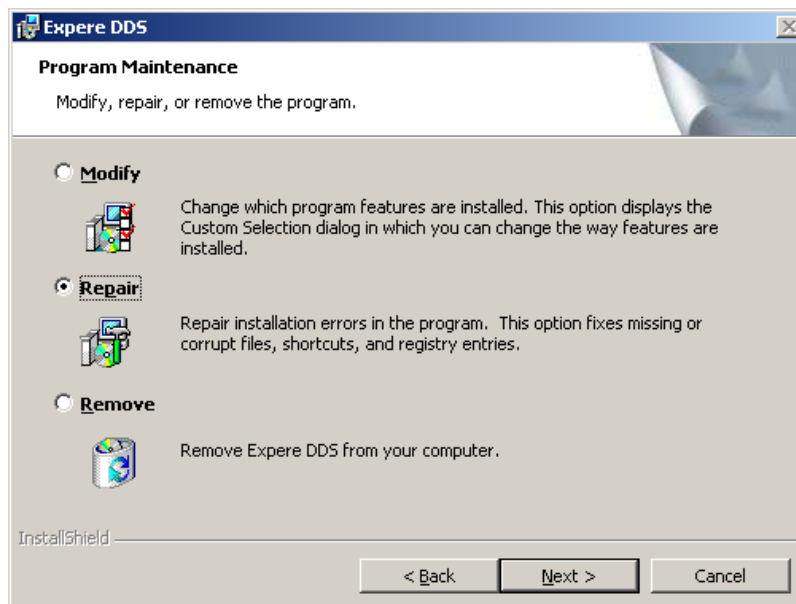 Expere DDS
Program Maintenance
Modify, repair, or remove the program.
Modify
Change which program features are installed. This option displays the
Custom Selection dialog in which you can change the way features are
installed.
Repair
Repair installation errors in the program.  This option fixes missing or
corrupt files, shortcuts, and registry entries.
Remove
Remove Expere DDS from your computer.
InstallShield
< Back
Next >
Cancel